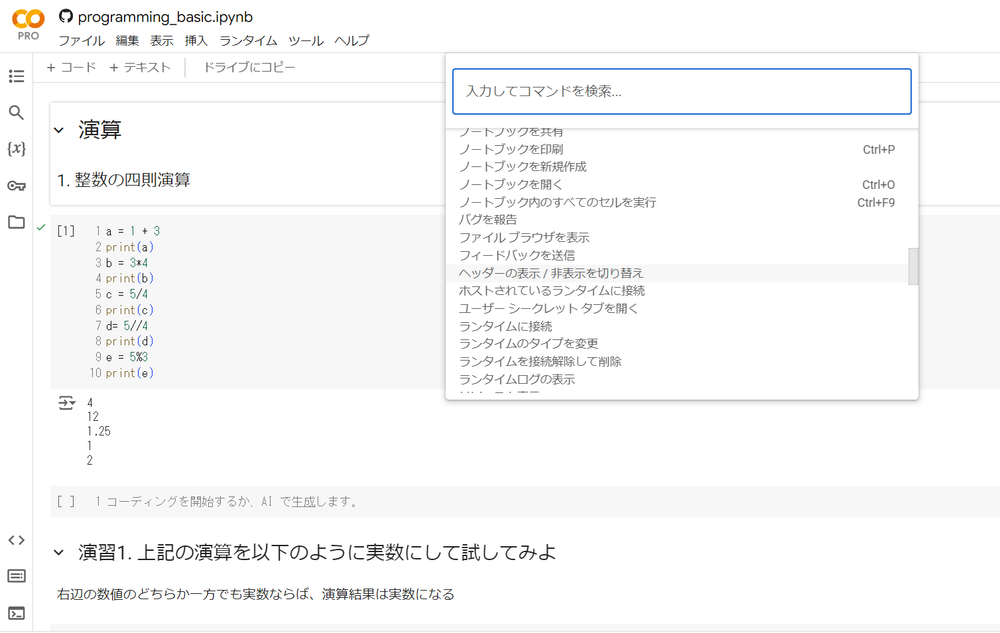 CO
PRO
programming_basic.ipynb
ファイル 編集 表示 挿入 ランタイム ツール ヘルプ
+ コード + テキスト ドライブにコピー
演算
1. 整数の四則演算
[1]
1 a = 1 + 3
2 print(a)
3 b = 3*4
4 print(b)
5 c = 5/4
6 print(c)
7 d= 5//4
8 print(d)
9 e = 5%3
10 print(e)
4
12
1.25
1
2
[ ] 1 コーディングを開始するか、AI で生成します。
演習1. 上記の演算を以下のように実数にして試してみよ
右辺の数値のどちらか一方でも実数ならば、演算結果は実数になる
入力してコマンドを検索...
ノートブックを共有
ノートブックを印刷 Ctrl+P
ノートブックを新規作成
ノートブックを開く Ctrl+O
ノートブック内のすべてのセルを実行 Ctrl+F9
バグを報告
ファイル ブラウザを表示
フィードバックを送信
ヘッダーの表示 / 非表示を切り替え
ホストされているランタイムに接続
ユーザー シークレット タブを開く
ランタイムに接続
ランタイムのタイプを変更
ランタイムを接続解除して削除
ランタイムログの表示
{x}